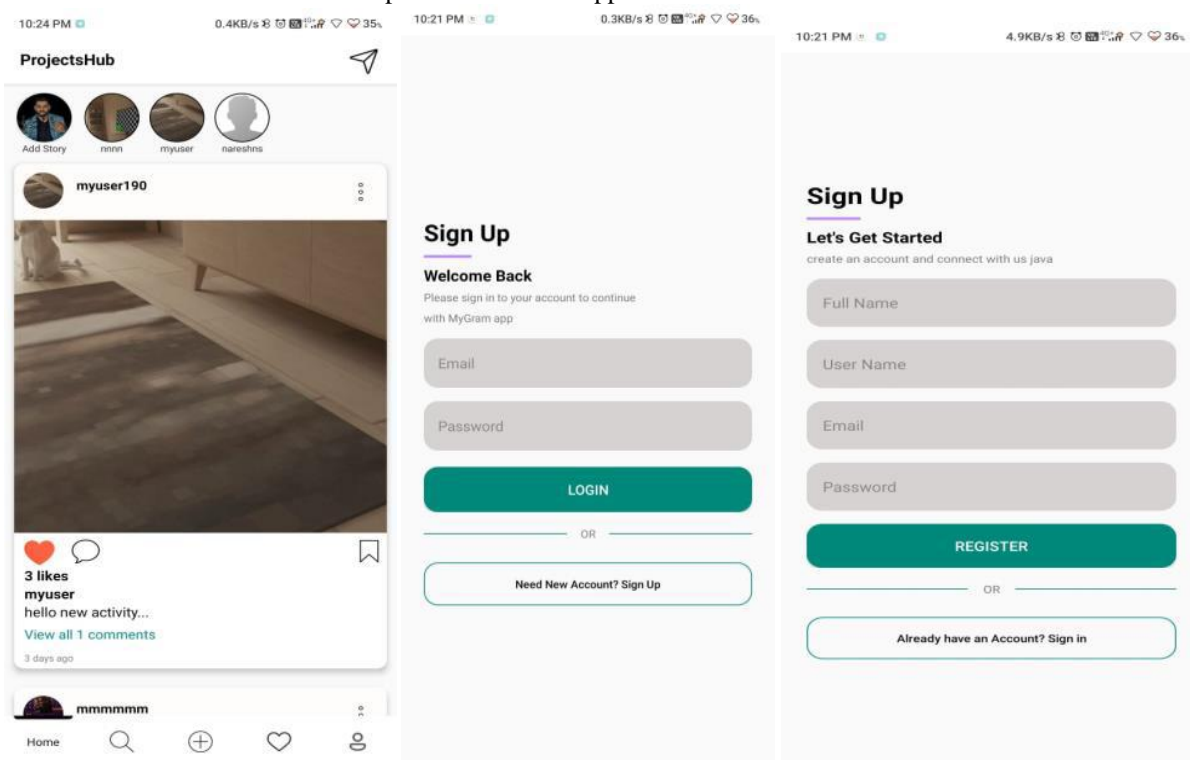 10:24 PM
0.4KB/s
35%
ProjectsHub
Add Story
nnnn
myuser
nareshns
myuser190
3 likes
myuser
hello new activity...
View all 1 comments
3 days ago
mmmmmm
Home
10:21 PM
0.3KB/s
36%
Sign Up
Welcome Back
Please sign in to your account to continue
with MyGram app
Email
Password
LOGIN
OR
Need New Account? Sign Up
10:21 PM
4.9KB/s
36%
Sign Up
Let's Get Started
create an account and connect with us java
Full Name
User Name
Email
Password
REGISTER
OR
Already have an Account? Sign in